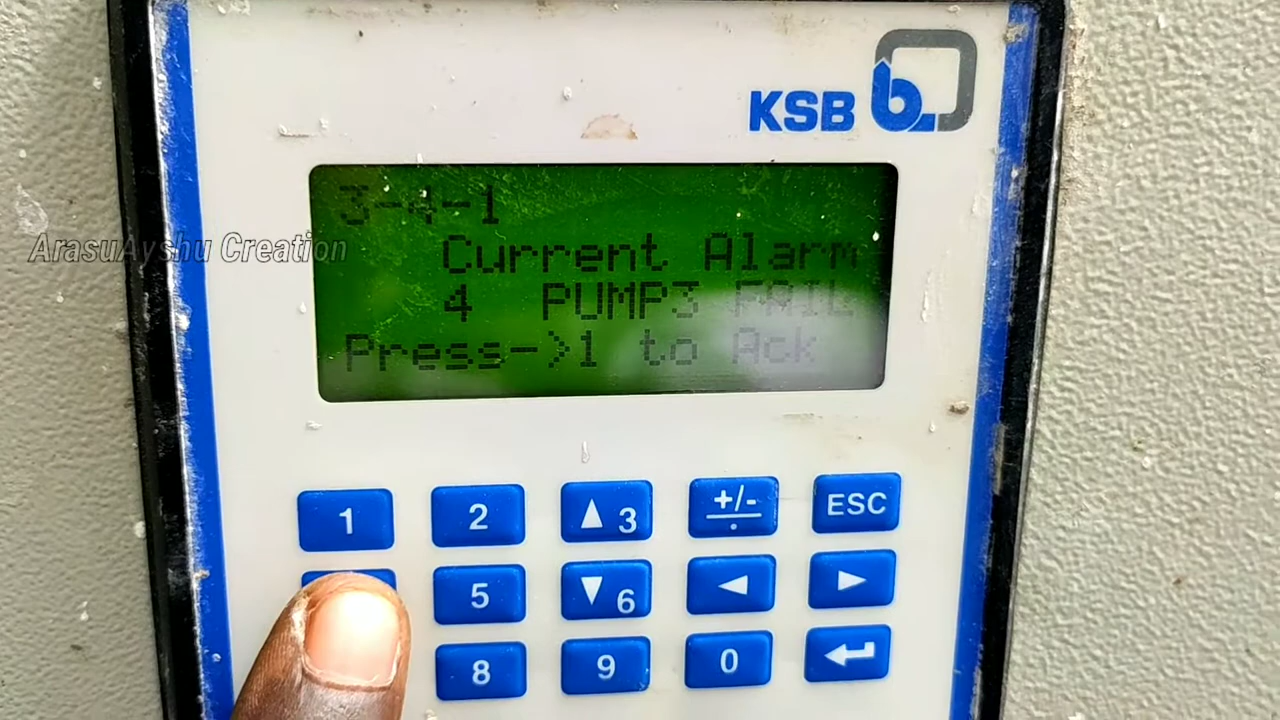 KSB b
3-4-1
ArasuAyshu Creation
Current Alarm
4 PUMP3 FAIL
Press->1 to Ack
1 2 ▲3 +/- . ESC
5 ▼6 ◀ ▶
8 9 0 ↵